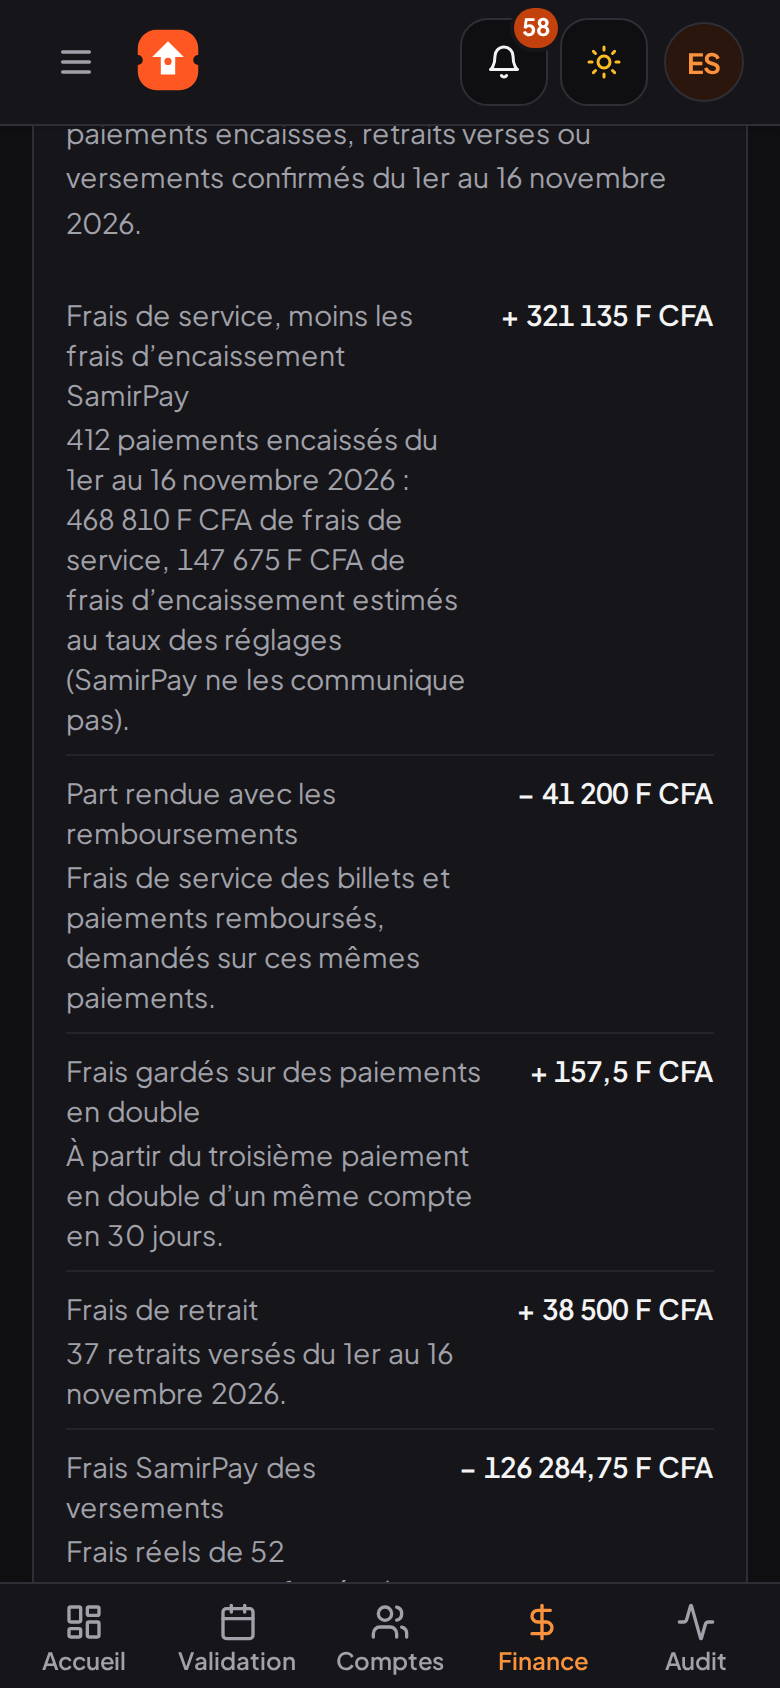 58
ES
paiements encaissés, retraits versés ou
versements confirmés du 1er au 16 novembre
2026.
Frais de service, moins les
frais d’encaissement
SamirPay
+ 321 135 F CFA
412 paiements encaissés du
1er au 16 novembre 2026 :
468 810 F CFA de frais de
service, 147 675 F CFA de
frais d’encaissement estimés
au taux des réglages
(SamirPay ne les communique
pas).
Part rendue avec les
remboursements
− 41 200 F CFA
Frais de service des billets et
paiements remboursés,
demandés sur ces mêmes
paiements.
Frais gardés sur des paiements
en double
+ 157,5 F CFA
À partir du troisième paiement
en double d’un même compte
en 30 jours.
Frais de retrait
+ 38 500 F CFA
37 retraits versés du 1er au 16
novembre 2026.
Frais SamirPay des
versements
− 126 284,75 F CFA
Frais réels de 52
Accueil
Validation
Comptes
Finance
Audit